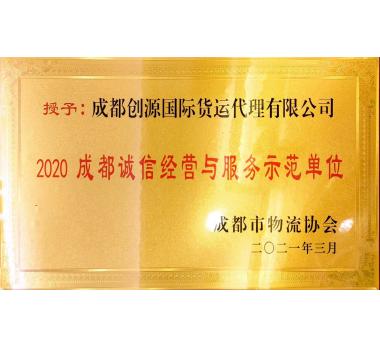 授予：成都创源国际货运代理有限公司
2020 成都诚信经营与服务示范单位
成都市物流协会
二〇二一年三月